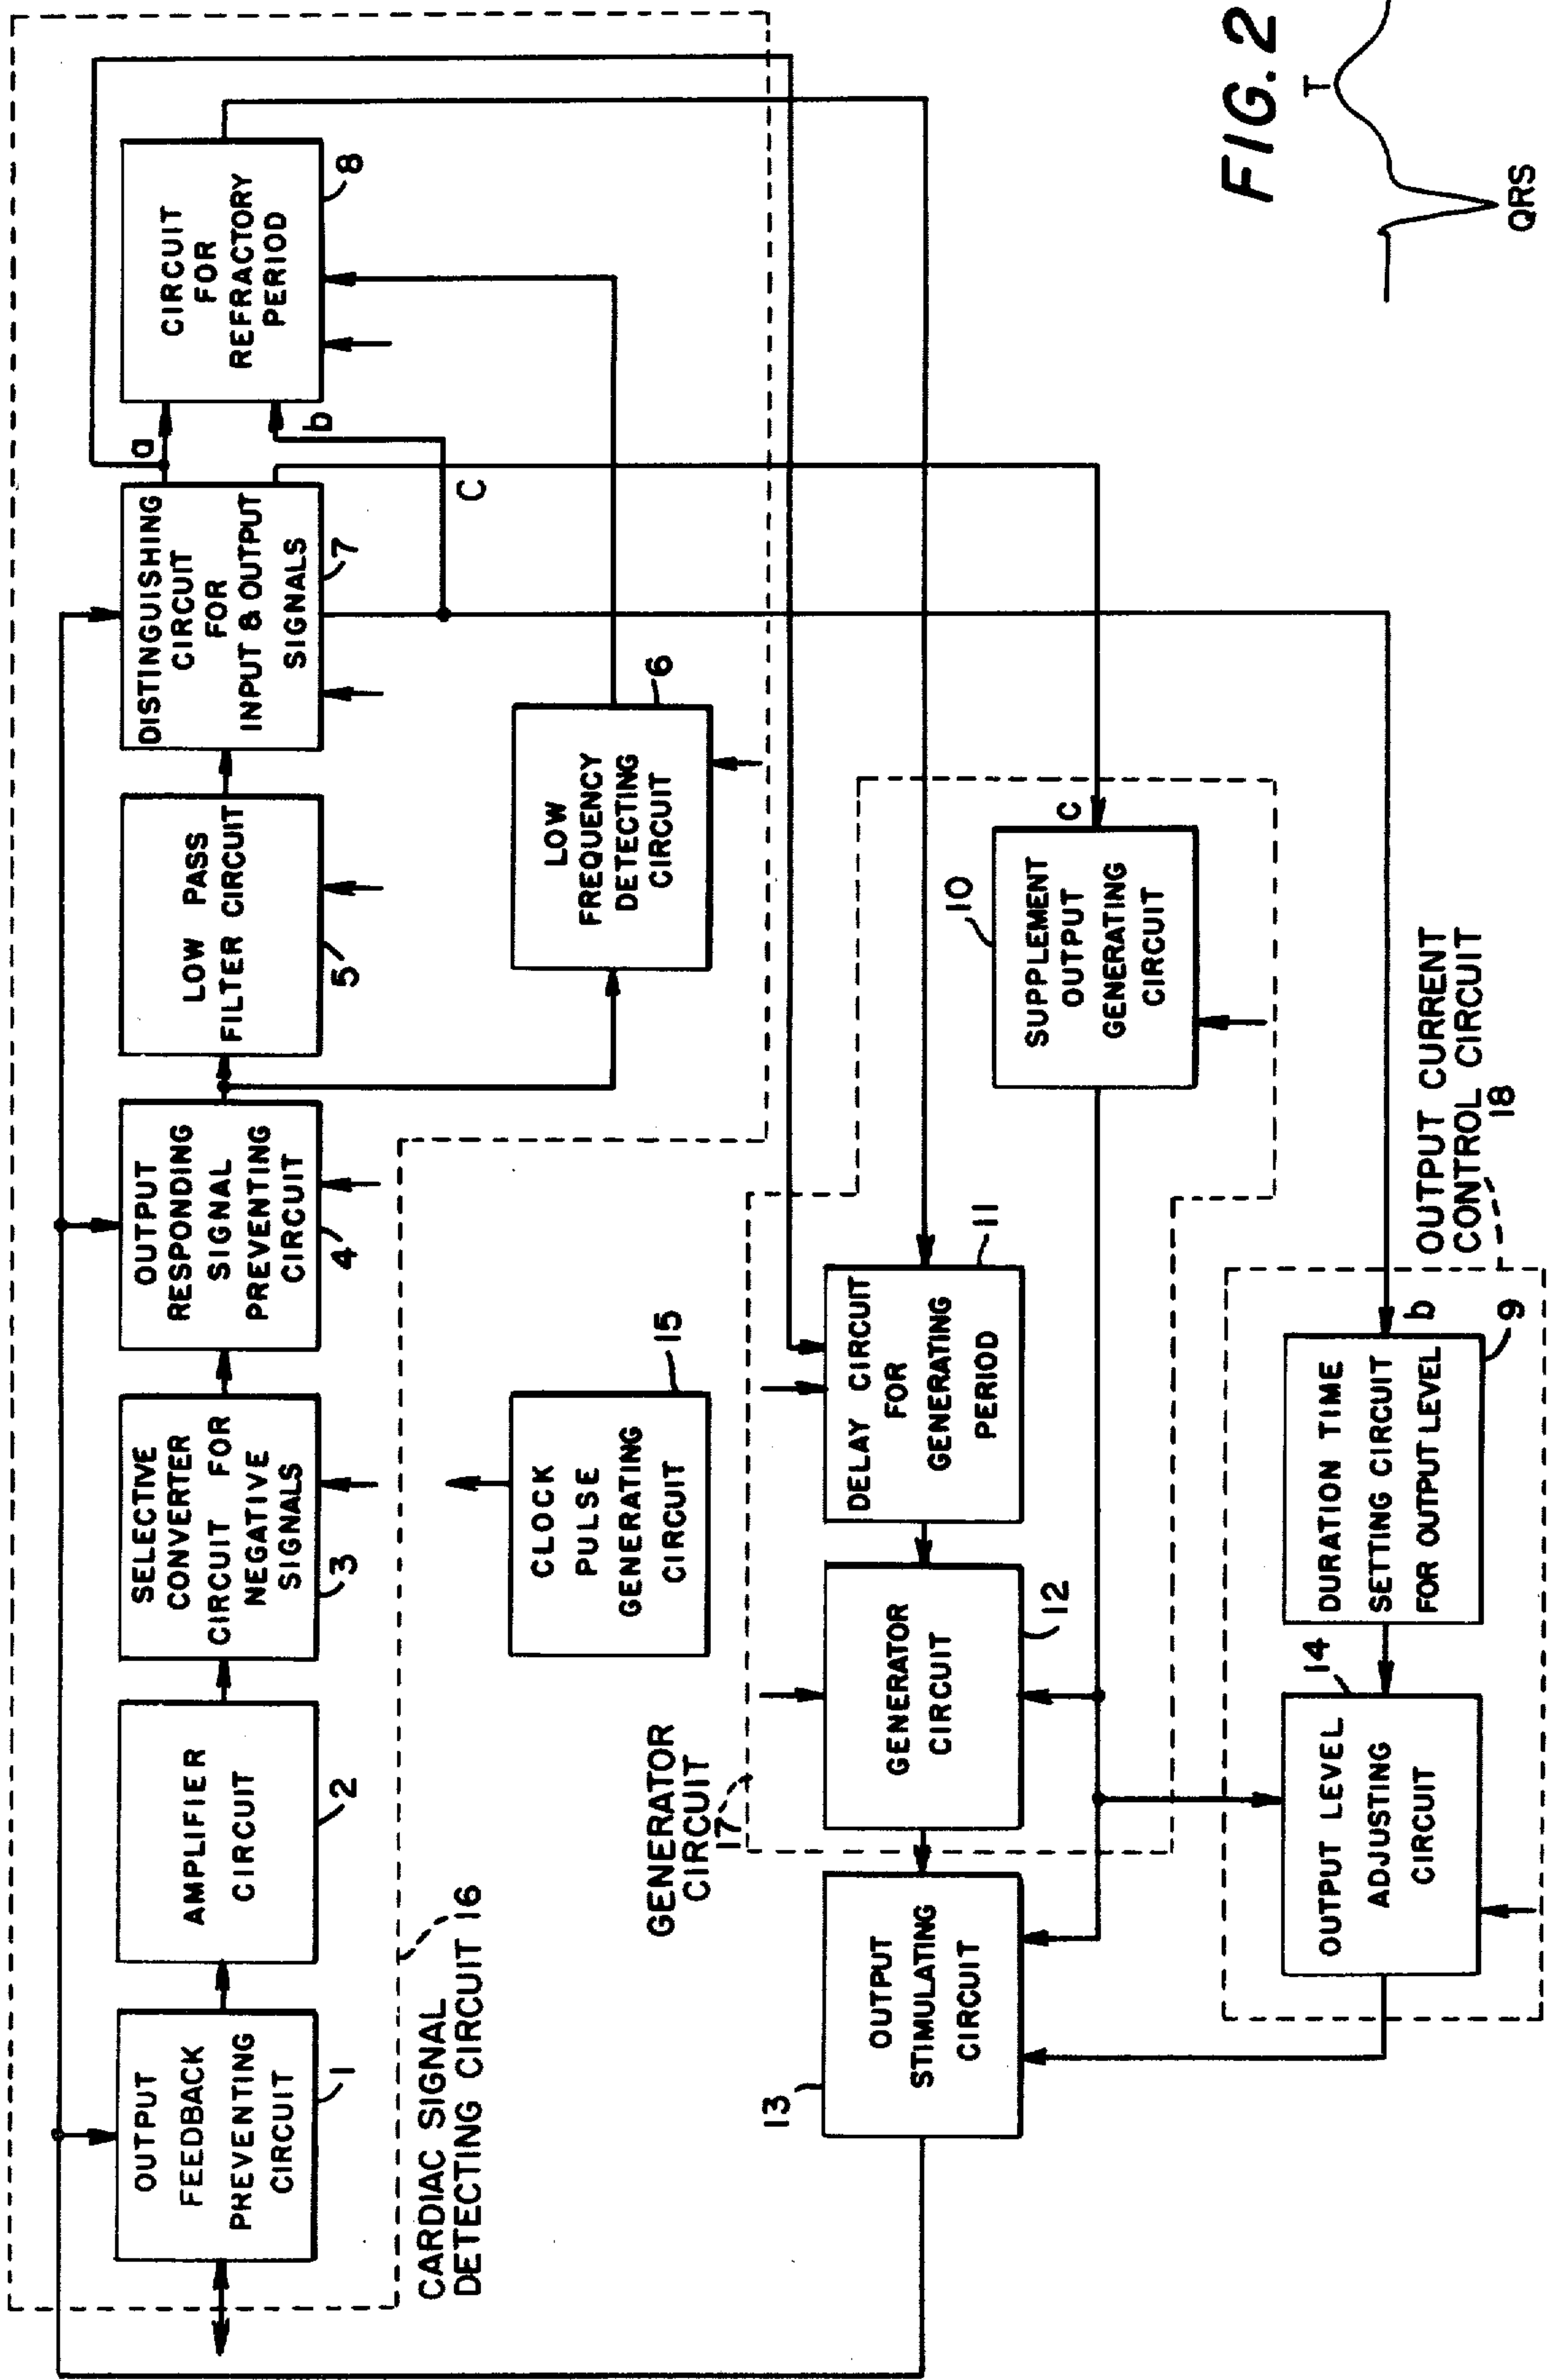 OUTPUT
FEEDBACK
PREVENTING
CIRCUIT
1
AMPLIFIER
CIRCUIT
2
SELECTIVE
CONVERTER
CIRCUIT FOR
NEGATIVE
SIGNALS
3
OUTPUT
RESPONDING
SIGNAL
PREVENTING
CIRCUIT
4
LOW PASS
FILTER CIRCUIT
5
DISTINGUISHING
CIRCUIT
FOR
INPUT & OUTPUT
SIGNALS
7
a
b
C
CIRCUIT
FOR
REFRACTORY
PERIOD
8
CARDIAC SIGNAL
DETECTING CIRCUIT 16
CLOCK
PULSE
GENERATING
CIRCUIT
15
LOW
FREQUENCY
DETECTING
CIRCUIT
6
GENERATOR
CIRCUIT
17
13
OUTPUT
STIMULATING
CIRCUIT
GENERATOR
CIRCUIT
12
DELAY CIRCUIT
FOR
GENERATING
PERIOD
11
10
SUPPLEMENT
OUTPUT
GENERATING
CIRCUIT
c
14
OUTPUT LEVEL
ADJUSTING
CIRCUIT
DURATION TIME
SETTING CIRCUIT
FOR OUTPUT LEVEL
9
b
OUTPUT CURRENT
CONTROL CIRCUIT
18
FIG. 2
T
QRS